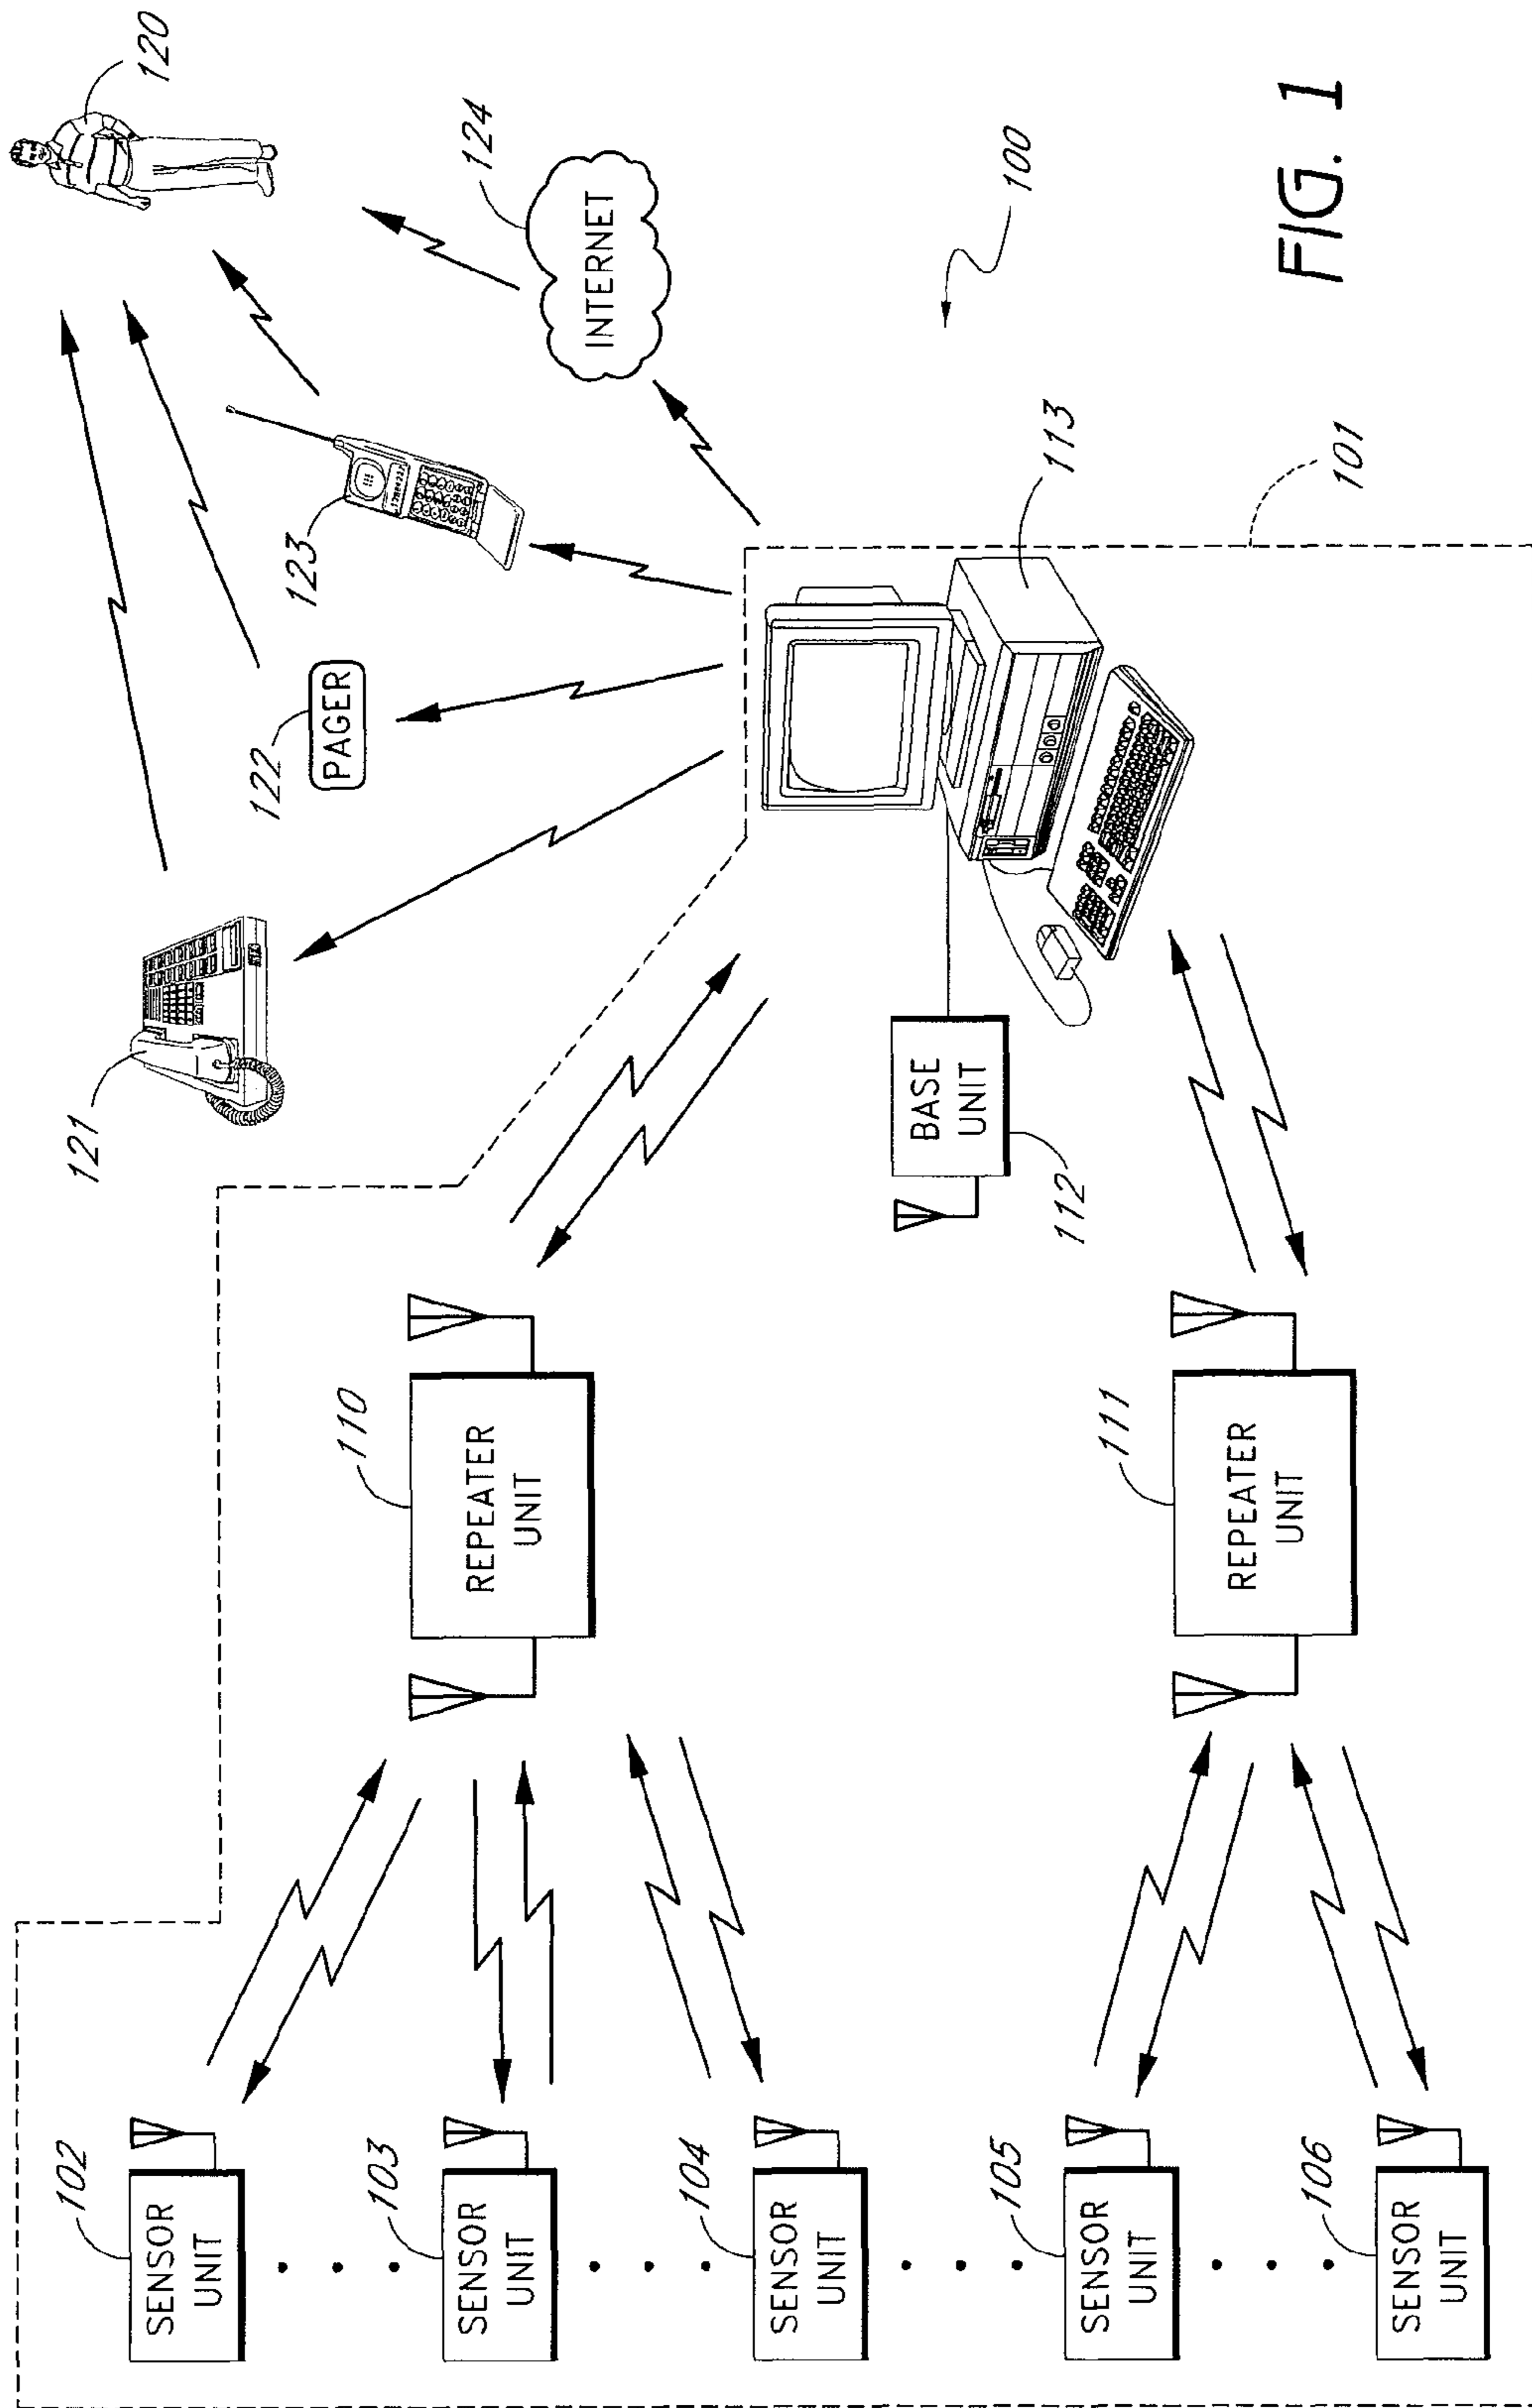 102
SENSOR
UNIT
103
SENSOR
UNIT
104
SENSOR
UNIT
105
SENSOR
UNIT
106
SENSOR
UNIT
110
REPEATER
UNIT
111
REPEATER
UNIT
112
BASE
UNIT
113
101
121
122
PAGER
123
124
INTERNET
120
100
FIG. 1